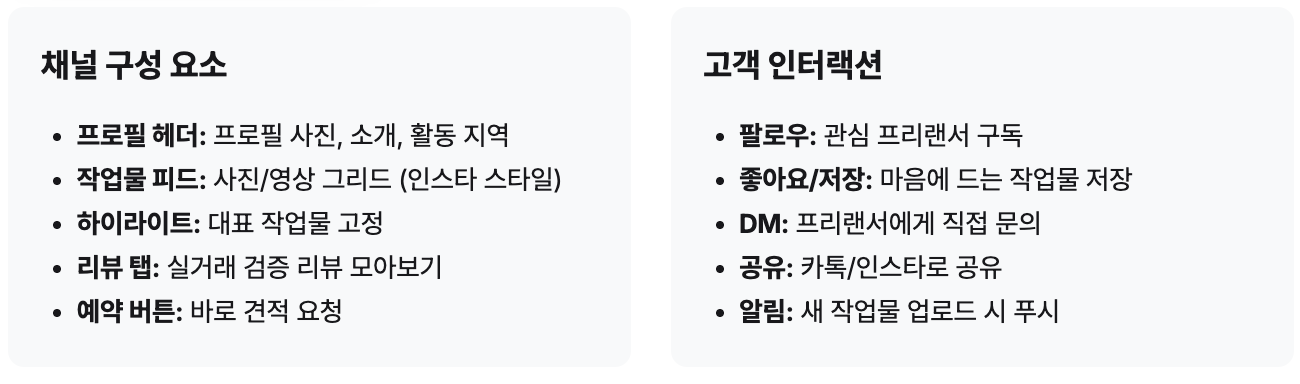 채널 구성 요소
• 프로필 헤더: 프로필 사진, 소개, 활동 지역
• 작업물 피드: 사진/영상 그리드 (인스타 스타일)
• 하이라이트: 대표 작업물 고정
• 리뷰 탭: 실거래 검증 리뷰 모아보기
• 예약 버튼: 바로 견적 요청
고객 인터랙션
• 팔로우: 관심 프리랜서 구독
• 좋아요/저장: 마음에 드는 작업물 저장
• DM: 프리랜서에게 직접 문의
• 공유: 카톡/인스타로 공유
• 알림: 새 작업물 업로드 시 푸시